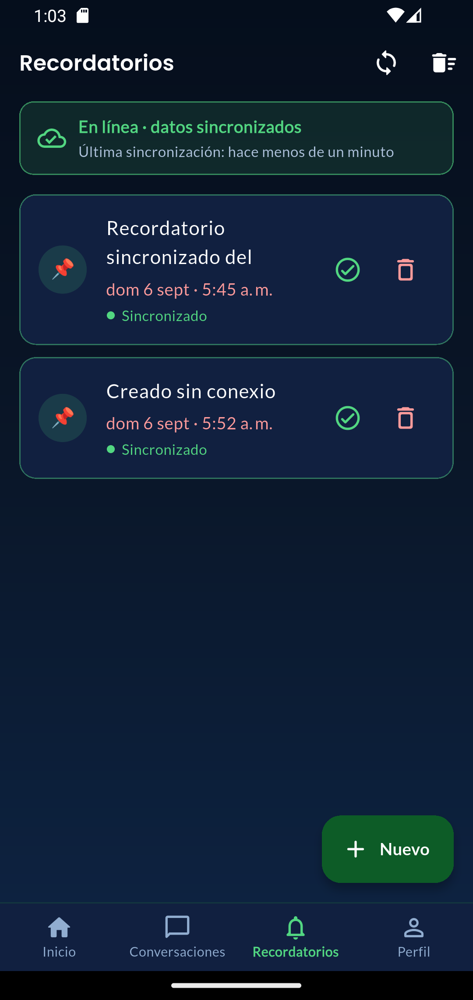 1:03
Recordatorios
En línea · datos sincronizados
Última sincronización: hace menos de un minuto
Recordatorio
sincronizado del
dom 6 sept · 5:45 a. m.
Sincronizado
Creado sin conexio
dom 6 sept · 5:52 a. m.
Sincronizado
Nuevo
Inicio
Conversaciones
Recordatorios
Perfil